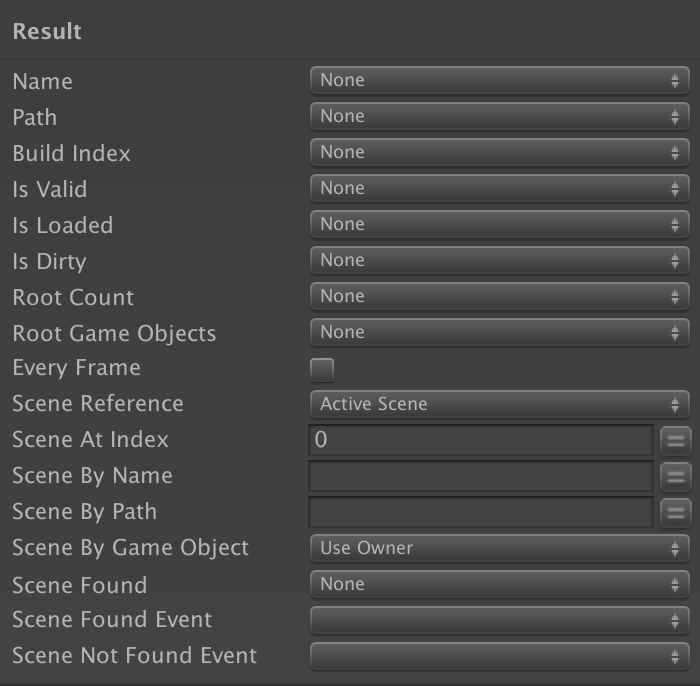 Result
Name None
Path None
Build Index None
Is Valid None
Is Loaded None
Is Dirty None
Root Count None
Root Game Objects None
Every Frame
Scene Reference Active Scene
Scene At Index 0
Scene By Name
Scene By Path
Scene By Game Object Use Owner
Scene Found None
Scene Found Event
Scene Not Found Event